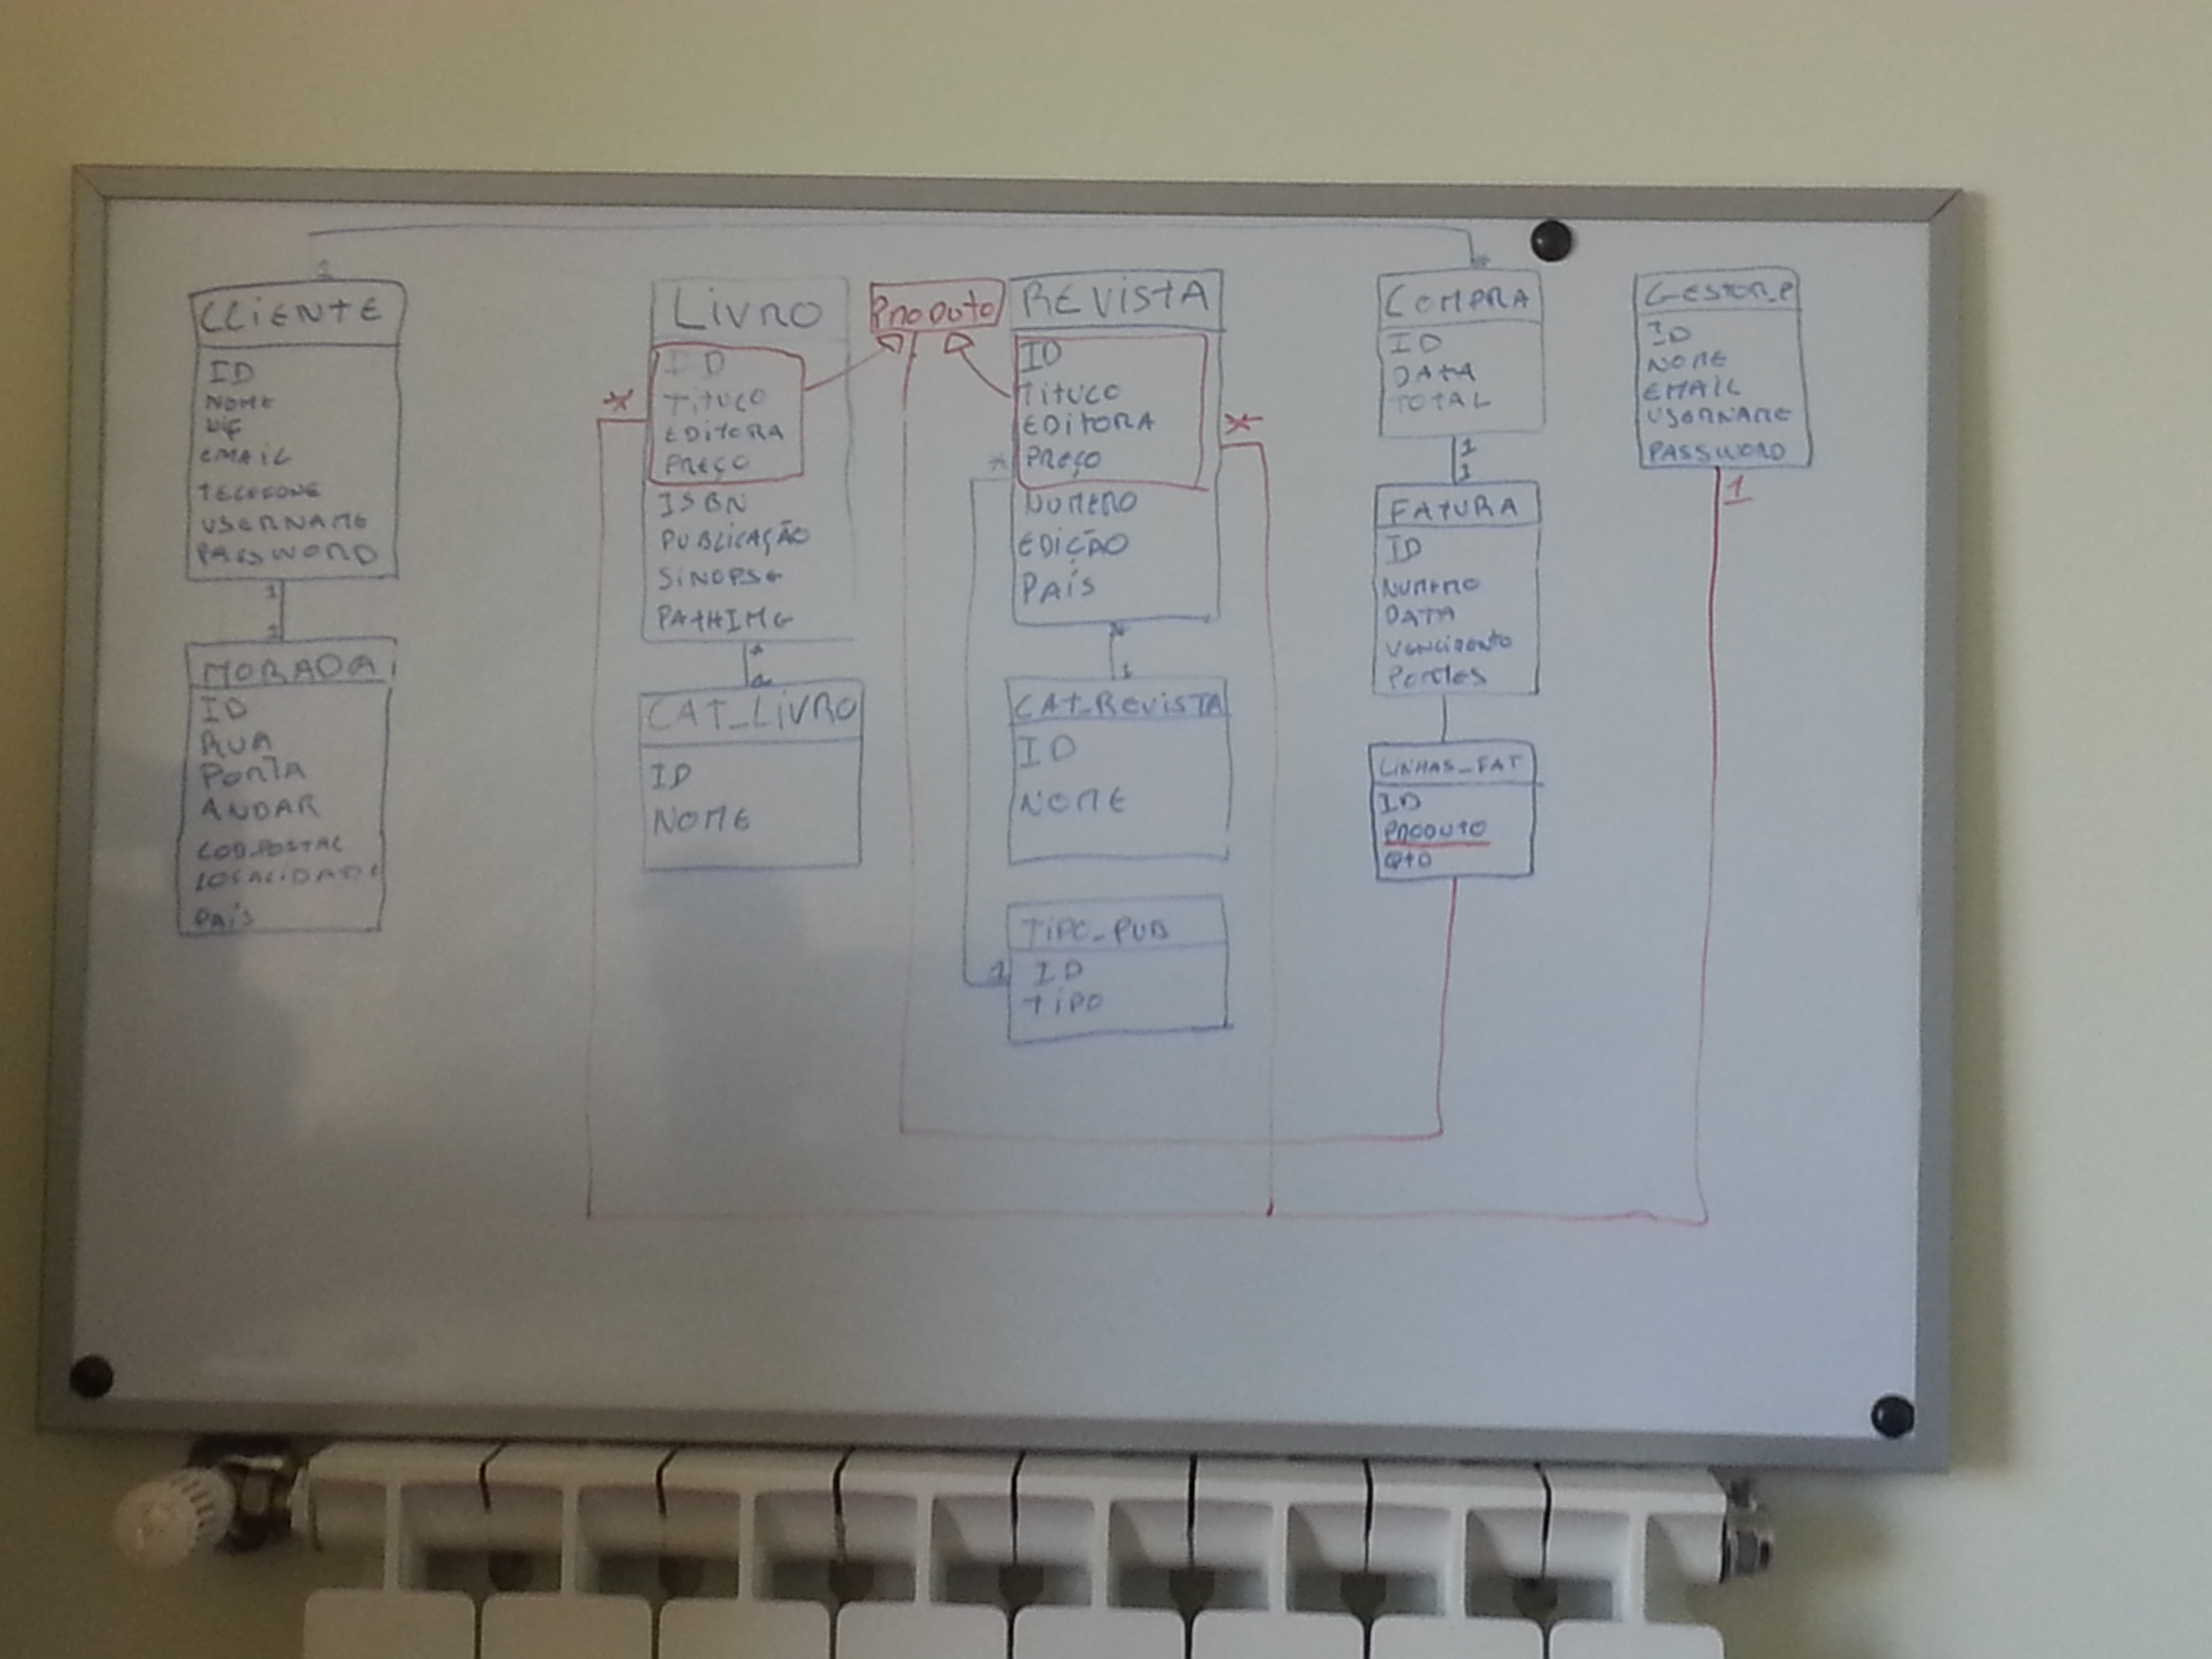 CLIENTE
ID
NOME
NIF
EMAIL
TELEFONE
USERNAME
PASSWORD
1
1
1
MORADA
ID
RUA
PORTA
ANDAR
COD_POSTAL
LOCALIDADE
PAÍS
LIVRO
ID
TITULO
EDITORA
PREÇO
ISBN
PUBLICAÇÃO
SINOPSE
PATHIMG
*
*
CAT_LIVRO
ID
NOME
Produto
REVISTA
ID
TITULO
EDITORA
PREÇO
NUMERO
EDIÇÃO
PAÍS
*
*
*
1
CAT_REVISTA
ID
NOME
TIPO_PUB
1
ID
TIPO
*
COMPRA
ID
DATA
TOTAL
1
1
FATURA
ID
NUMERO
DATA
VENCIMENTO
PORTES
LINHAS_FAT
ID
PRODUTO
QTD
GESTOR_P
ID
NOME
EMAIL
USERNAME
PASSWORD
1